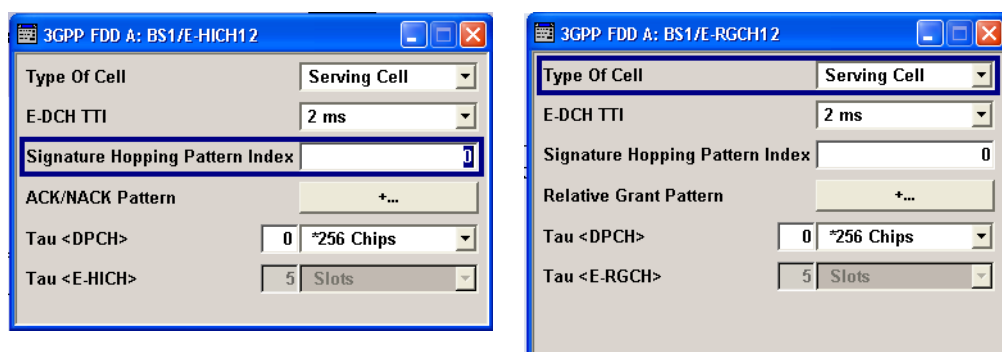 3GPP FDD A: BS1/E-HICH12
Type Of Cell Serving Cell
E-DCH TTI 2 ms
Signature Hopping Pattern Index 0
ACK/NACK Pattern +...
Tau <DPCH> 0 *256 Chips
Tau <E-HICH> 5 Slots
3GPP FDD A: BS1/E-RGCH12
Type Of Cell Serving Cell
E-DCH TTI 2 ms
Signature Hopping Pattern Index 0
Relative Grant Pattern +...
Tau <DPCH> 0 *256 Chips
Tau <E-RGCH> 5 Slots